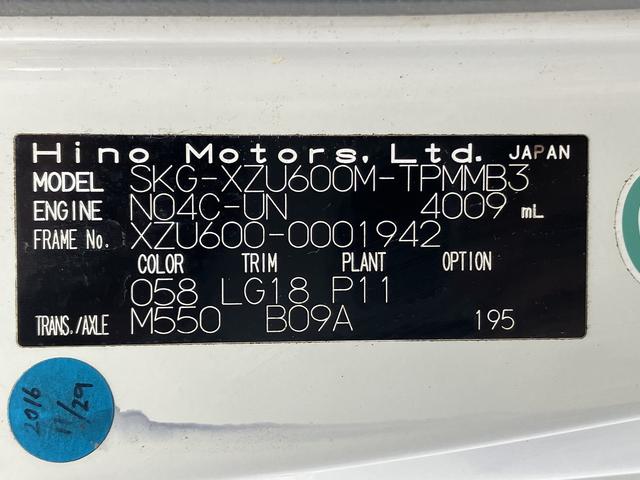 Hino Motors, Ltd. JAPAN
MODEL SKG-XZU600M-TPMMB3
ENGINE N04C-UN 4009 mL
FRAME No. XZU600-0001942
COLOR TRIM PLANT OPTION
058 LG18 P11
TRANS./AXLE M550 B09A 195
2016
11/29